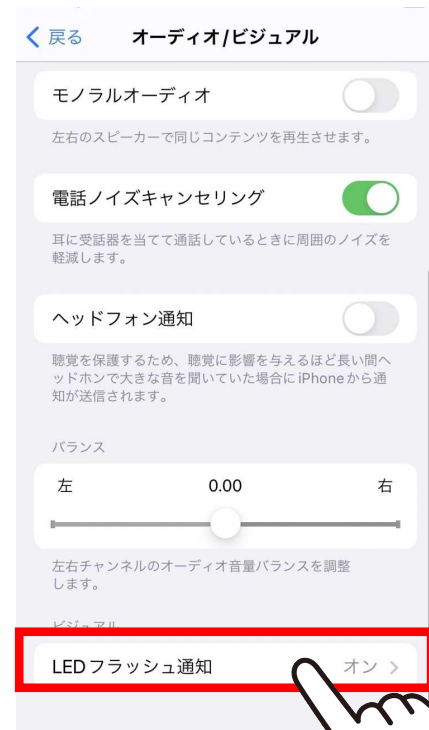 戻る
オーディオ/ビジュアル
モノラルオーディオ
左右のスピーカーで同じコンテンツを再生させます。
電話ノイズキャンセリング
耳に受話器を当てて通話しているときに周囲のノイズを
軽減します。
ヘッドフォン通知
聴覚を保護するため、聴覚に影響を与えるほど長い間ヘ
ッドホンで大きな音を聞いていた場合にiPhoneから通
知が送信されます。
バランス
左 0.00 右
左右チャンネルのオーディオ音量バランスを調整
します。
ビジュアル
LEDフラッシュ通知 オン